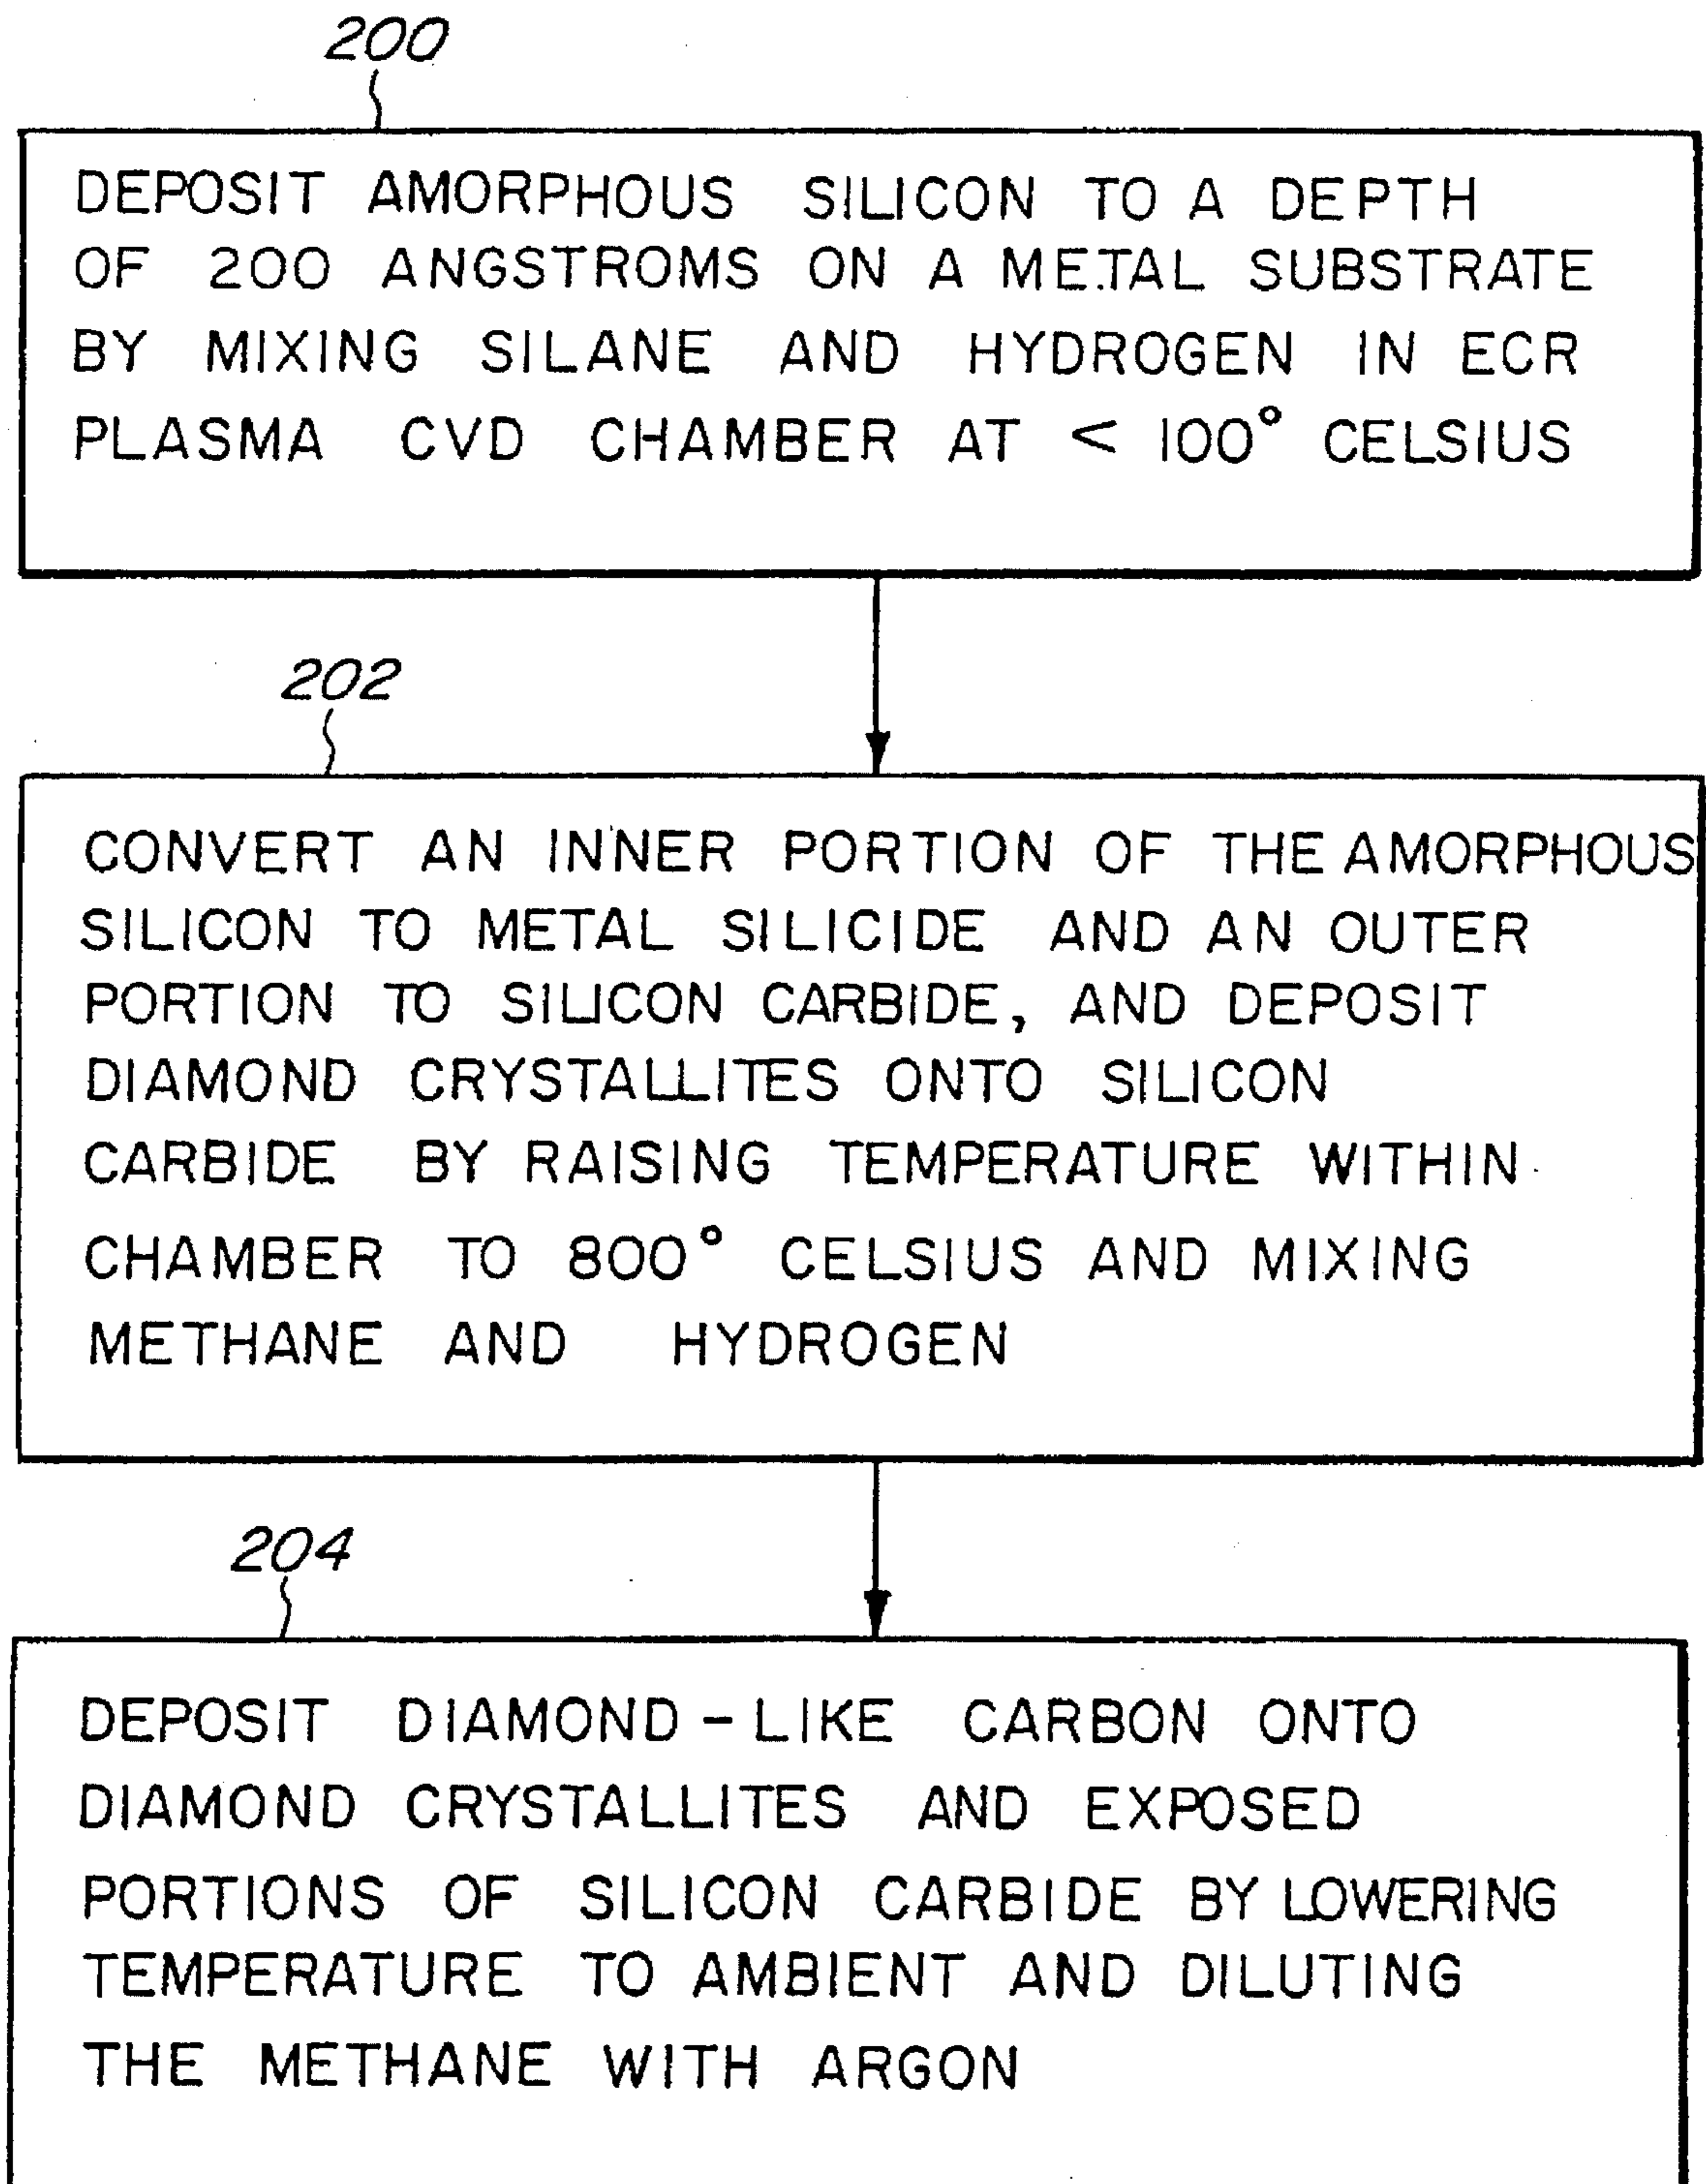 200
DEPOSIT AMORPHOUS SILICON TO A DEPTH
OF 200 ANGSTROMS ON A METAL SUBSTRATE
BY MIXING SILANE AND HYDROGEN IN ECR
PLASMA CVD CHAMBER AT < 100° CELSIUS
202
CONVERT AN INNER PORTION OF THE AMORPHOUS
SILICON TO METAL SILICIDE AND AN OUTER
PORTION TO SILICON CARBIDE, AND DEPOSIT
DIAMOND CRYSTALLITES ONTO SILICON
CARBIDE BY RAISING TEMPERATURE WITHIN
CHAMBER TO 800° CELSIUS AND MIXING
METHANE AND HYDROGEN
204
DEPOSIT DIAMOND-LIKE CARBON ONTO
DIAMOND CRYSTALLITES AND EXPOSED
PORTIONS OF SILICON CARBIDE BY LOWERING
TEMPERATURE TO AMBIENT AND DILUTING
THE METHANE WITH ARGON